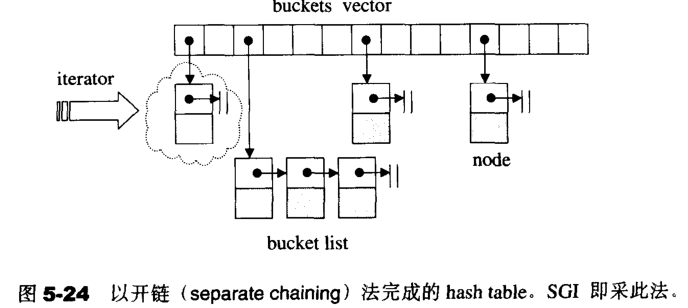 buckets vector
iterator
node
bucket list
图 5-24 以开链（separate chaining）法完成的 hash table。SGI 即采此法。